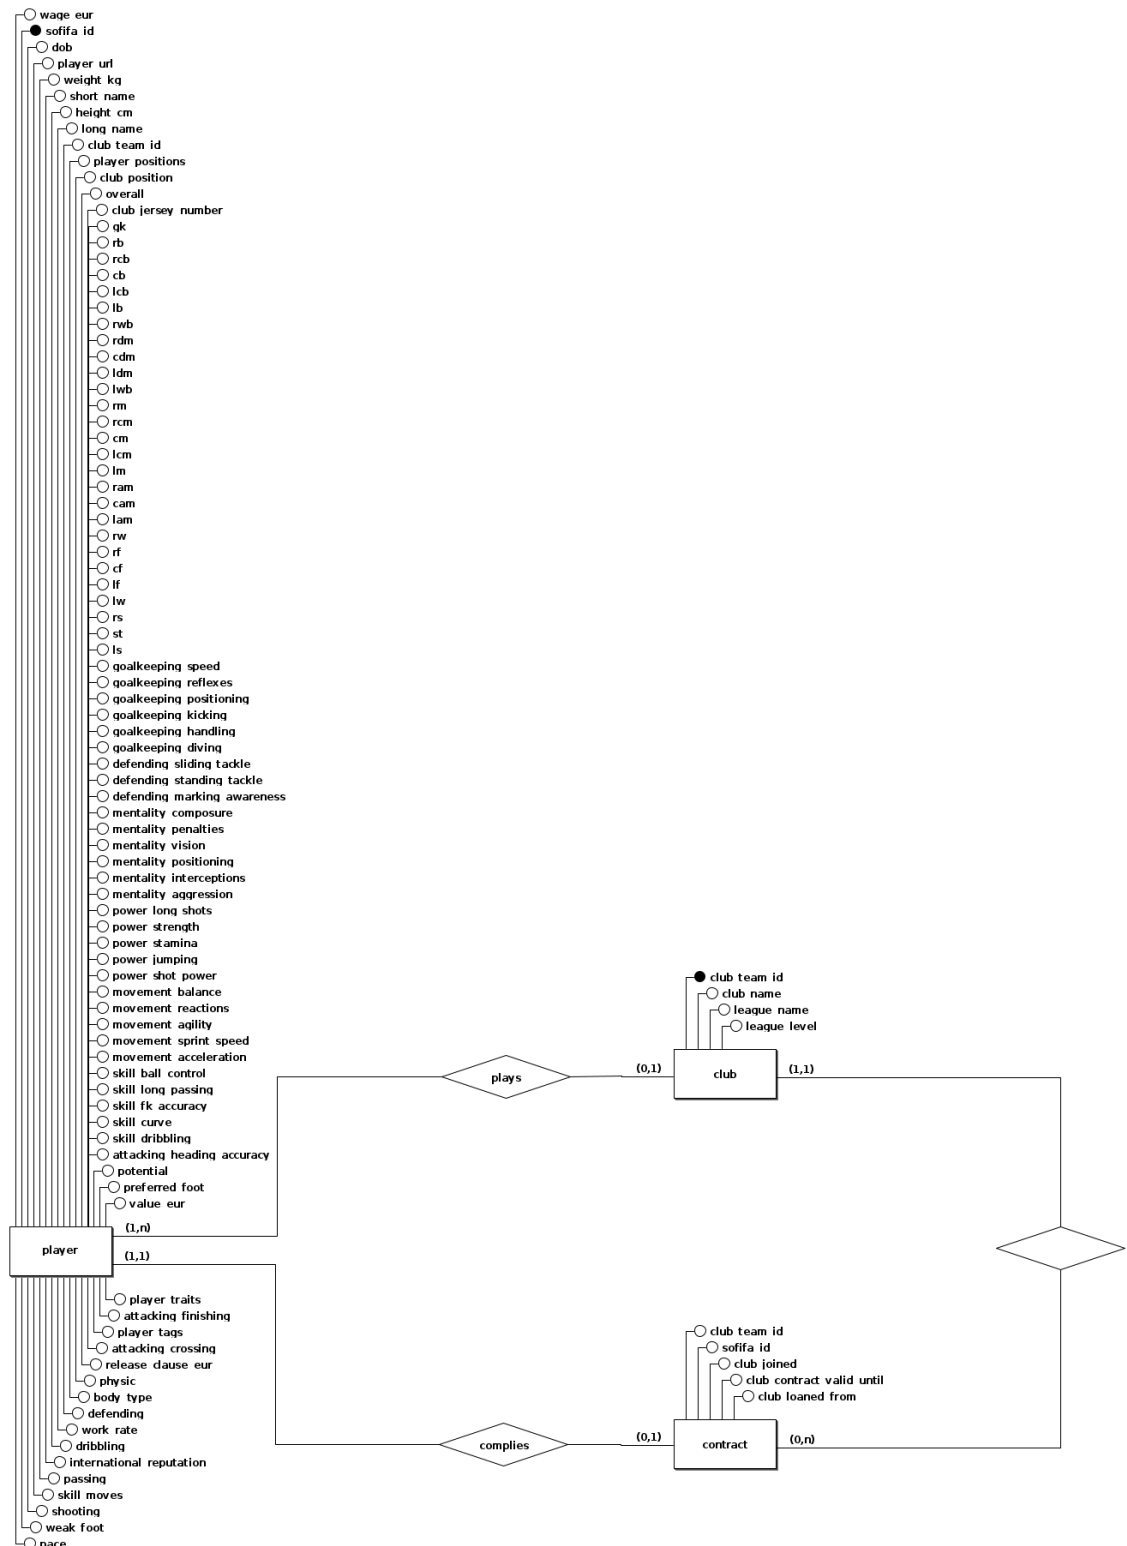 wage eur
sofifa id
dob
player url
weight kg
short name
height cm
long name
club team id
player positions
club position
overall
club jersey number
gk
rb
rcb
cb
lcb
lb
rwb
rdm
cdm
ldm
lwb
rm
rcm
cm
lcm
lm
ram
cam
lam
rw
rf
cf
lf
lw
rs
st
ls
goalkeeping speed
goalkeeping reflexes
goalkeeping positioning
goalkeeping kicking
goalkeeping handling
goalkeeping diving
defending sliding tackle
defending standing tackle
defending marking awareness
mentality composure
mentality penalties
mentality vision
mentality positioning
mentality interceptions
mentality aggression
power long shots
power strength
power stamina
power jumping
power shot power
movement balance
movement reactions
movement agility
movement sprint speed
movement acceleration
skill ball control
skill long passing
skill fk accuracy
skill curve
skill dribbling
attacking heading accuracy
potential
preferred foot
value eur
(1,n)
player
(1,1)
player traits
attacking finishing
player tags
attacking crossing
release clause eur
physic
body type
defending
work rate
dribbling
international reputation
passing
skill moves
shooting
weak foot
pace
plays
(0,1)
club team id
club name
league name
league level
club
(1,1)
complies
(0,1)
club team id
sofifa id
club joined
club contract valid until
club loaned from
contract
(0,n)